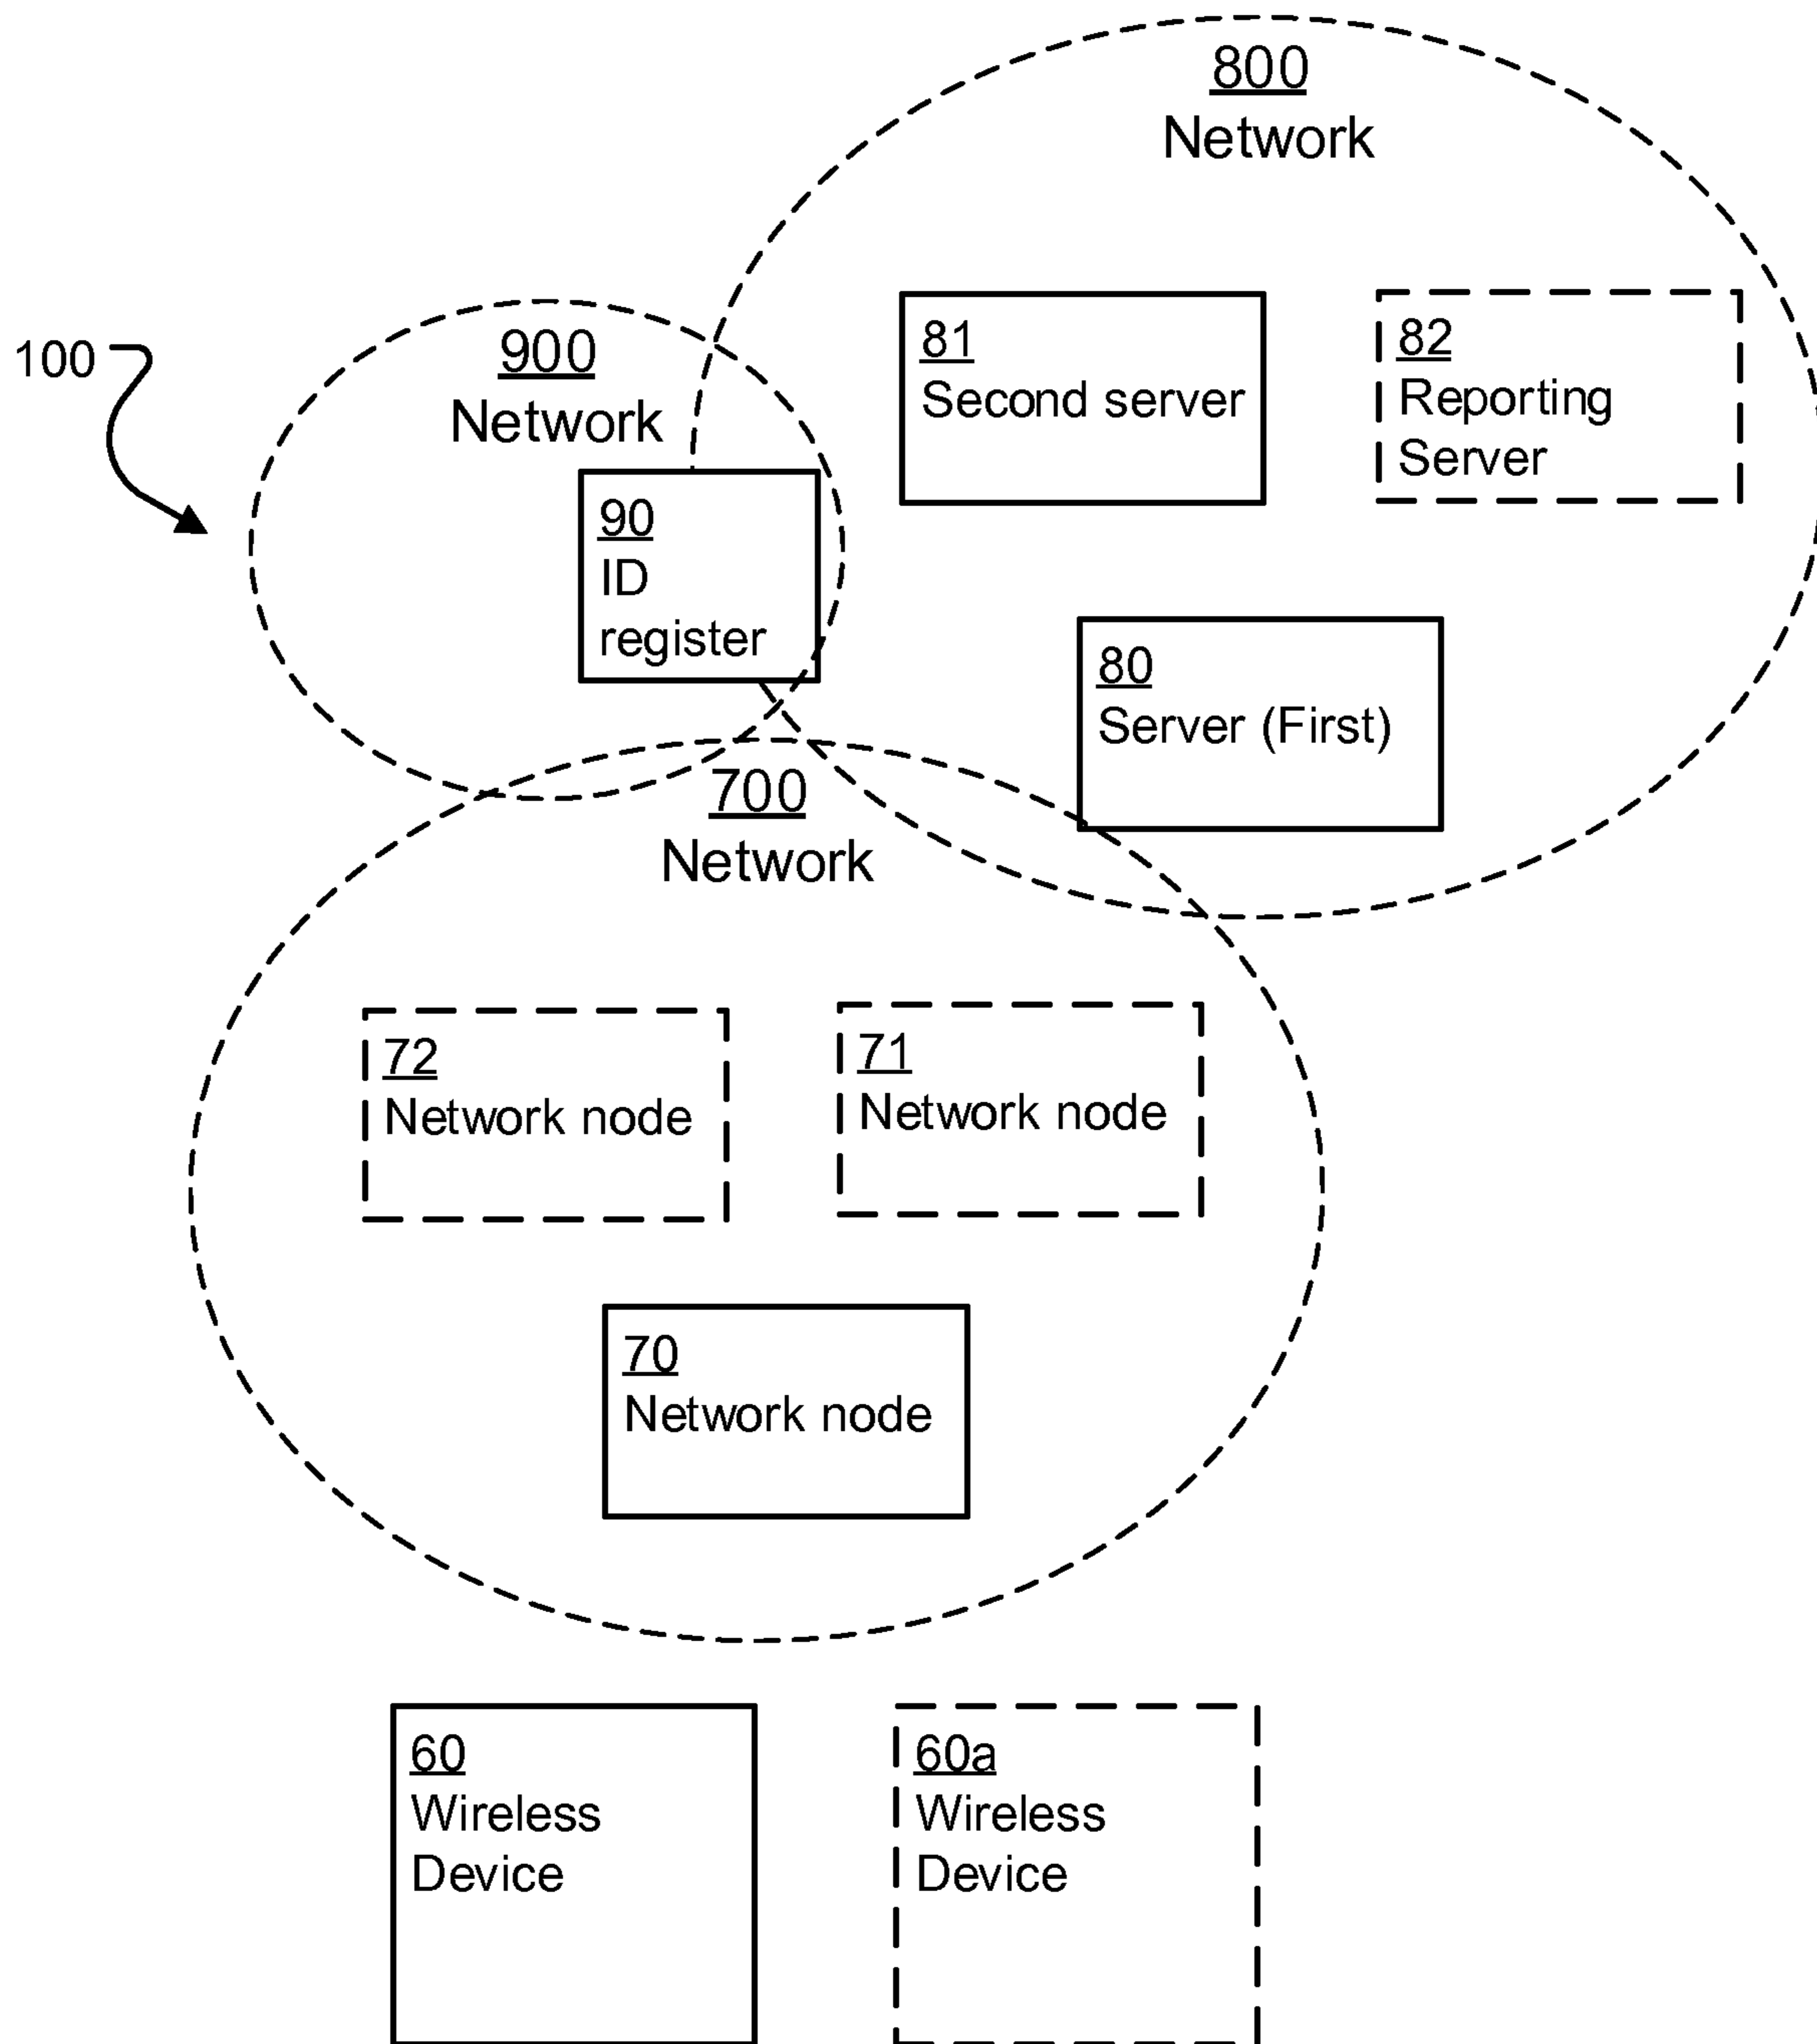 800
Network
81
Second server
82
Reporting
Server
100
900
Network
90
ID
register
80
Server (First)
700
Network
72
Network node
71
Network node
70
Network node
60
Wireless
Device
60a
Wireless
Device